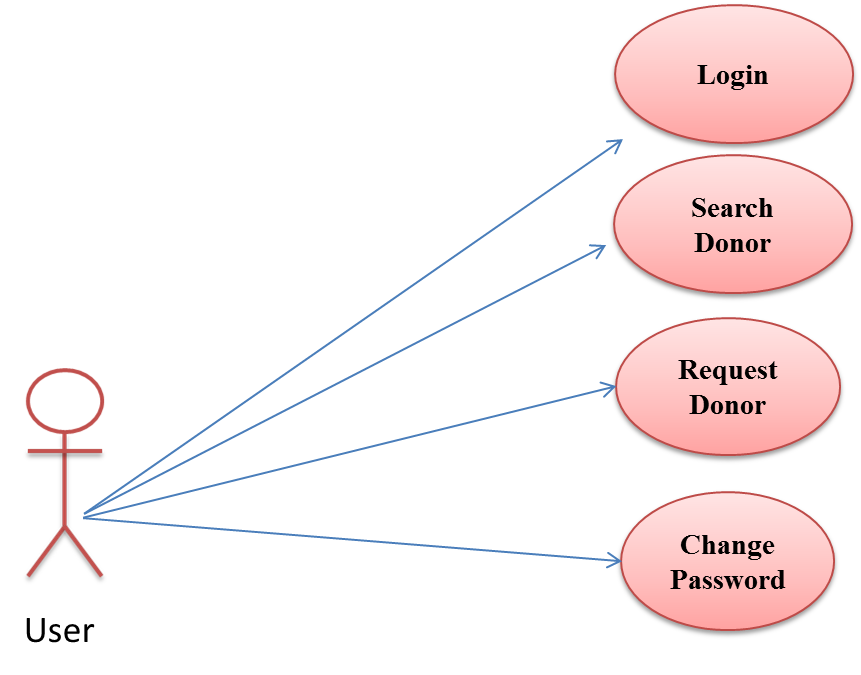 Login
Search
Donor
Request
Donor
Change
Password
User